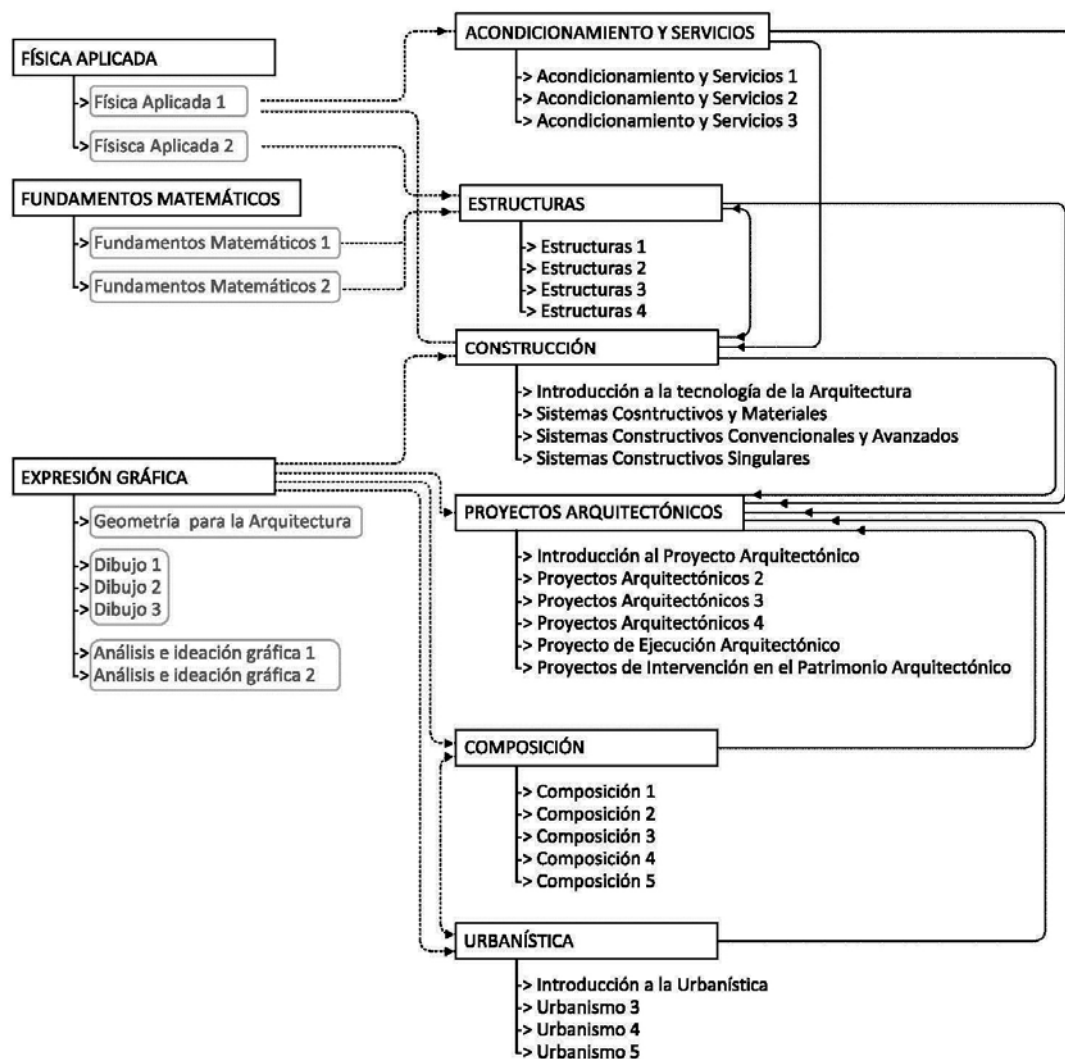 FÍSICA APLICADA
-> Física Aplicada 1
-> Físisca Aplicada 2
FUNDAMENTOS MATEMÁTICOS
-> Fundamentos Matemáticos 1
-> Fundamentos Matemáticos 2
EXPRESIÓN GRÁFICA
-> Geometría para la Arquitectura
-> Dibujo 1
-> Dibujo 2
-> Dibujo 3
-> Análisis e ideación gráfica 1
-> Análisis e ideación gráfica 2
ACONDICIONAMIENTO Y SERVICIOS
-> Acondicionamiento y Servicios 1
-> Acondicionamiento y Servicios 2
-> Acondicionamiento y Servicios 3
ESTRUCTURAS
-> Estructuras 1
-> Estructuras 2
-> Estructuras 3
-> Estructuras 4
CONSTRUCCIÓN
-> Introducción a la tecnología de la Arquitectura
-> Sistemas Cosntructivos y Materiales
-> Sistemas Constructivos Convencionales y Avanzados
-> Sistemas Constructivos Singulares
PROYECTOS ARQUITECTÓNICOS
-> Introducción al Proyecto Arquitectónico
-> Proyectos Arquitectónicos 2
-> Proyectos Arquitectónicos 3
-> Proyectos Arquitectónicos 4
-> Proyecto de Ejecución Arquitectónico
-> Proyectos de Intervención en el Patrimonio Arquitectónico
COMPOSICIÓN
-> Composición 1
-> Composición 2
-> Composición 3
-> Composición 4
-> Composición 5
URBANÍSTICA
-> Introducción a la Urbanística
-> Urbanismo 3
-> Urbanismo 4
-> Urbanismo 5